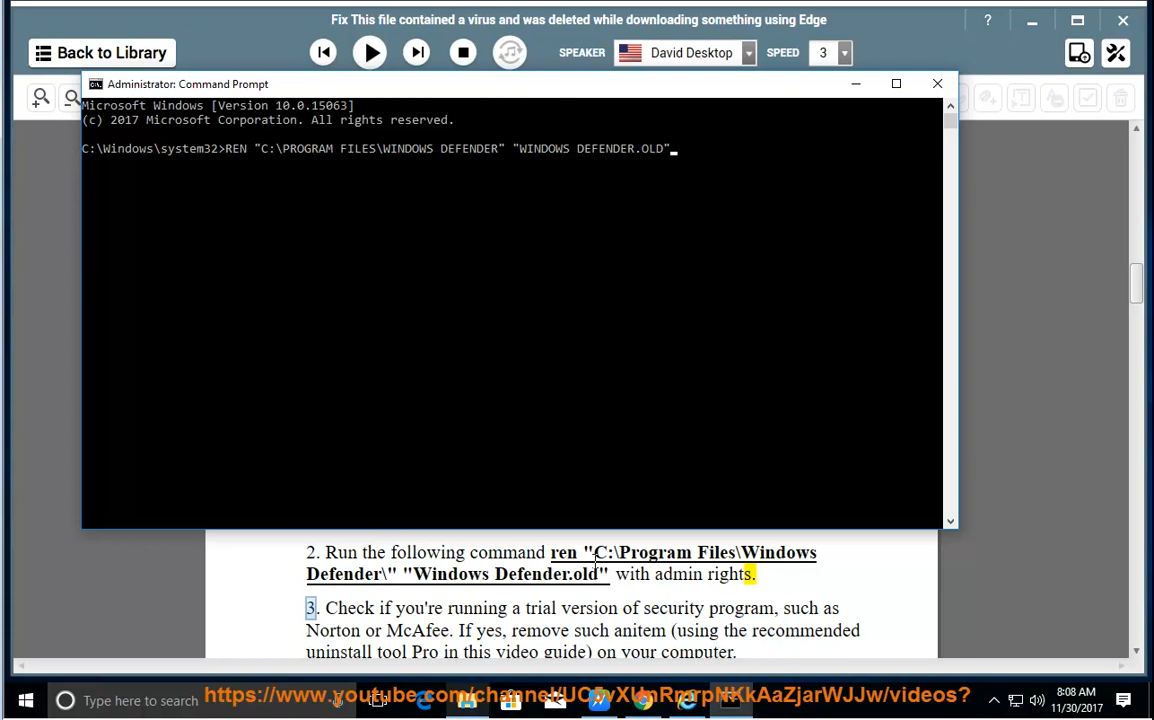 Fix This file contained a virus and was deleted while downloading something using Edge
Back to Library
SPEAKER
David Desktop
SPEED
3
Administrator: Command Prompt
Microsoft Windows [Version 10.0.15063]
(c) 2017 Microsoft Corporation. All rights reserved.
C:\Windows\system32>REN "C:\PROGRAM FILES\WINDOWS DEFENDER" "WINDOWS DEFENDER.OLD"
2. Run the following command ren "C:\Program Files\Windows
Defender\" "Windows Defender.old" with admin rights.
3. Check if you're running a trial version of security program, such as
Norton or McAfee. If yes, remove such anitem (using the recommended
uninstall tool Pro in this video guide) on your computer.
Type here to search
8:08 AM
11/30/2017